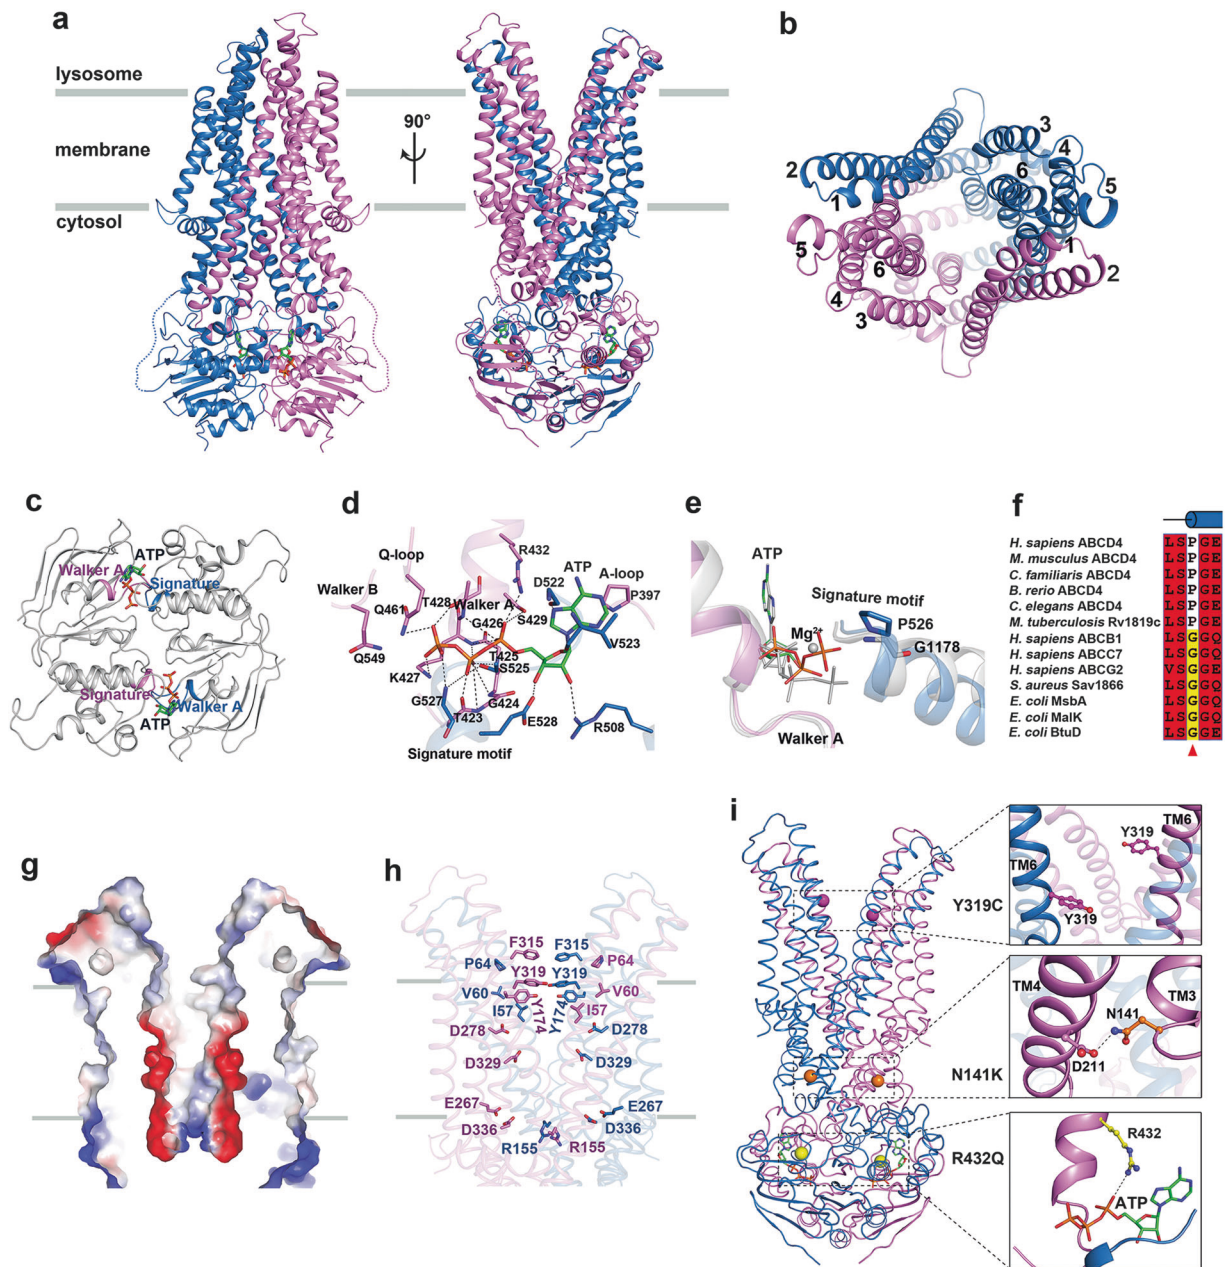 a
lysosome
membrane
cytosol
90°
b
2
1
3
4
6
5
5
6
4
3
1
2
c
ATP
Walker A
Signature
Signature
Walker A
ATP
d
Q-loop
R432
D522
ATP
A-loop
Walker B
Q461
T428
Walker A
P397
G426
S429
V523
Q549
T425
S525
K427
G527
G424
T423
E528
R508
Signature motif
e
ATP
Signature motif
Mg2+
P526
G1178
Walker A
f
H. sapiens ABCD4 LSPGE
M. musculus ABCD4 LSPGE
C. familiaris ABCD4 LSPGE
B. rerio ABCD4 LSPGE
C. elegans ABCD4 LSPGE
M. tuberculosis Rv1819c LSPGE
H. sapiens ABCB1 LSGGQ
H. sapiens ABCC7 LSGGQ
H. sapiens ABCG2 VSGGE
S. aureus Sav1866 LSGGQ
E. coli MsbA LSGGQ
E. coli MalK LSGGQ
E. coli BtuD LSGGE
g
h
F315 F315
P64 P64
Y319 Y319
V60 V60
I57 Y174 Y174 I57
D278 D278
D329 D329
E267 E267
D336 D336
R155 R155
i
Y319C
TM6
Y319
TM6
Y319
N141K
TM4
TM3
N141
D211
R432Q
R432
ATP